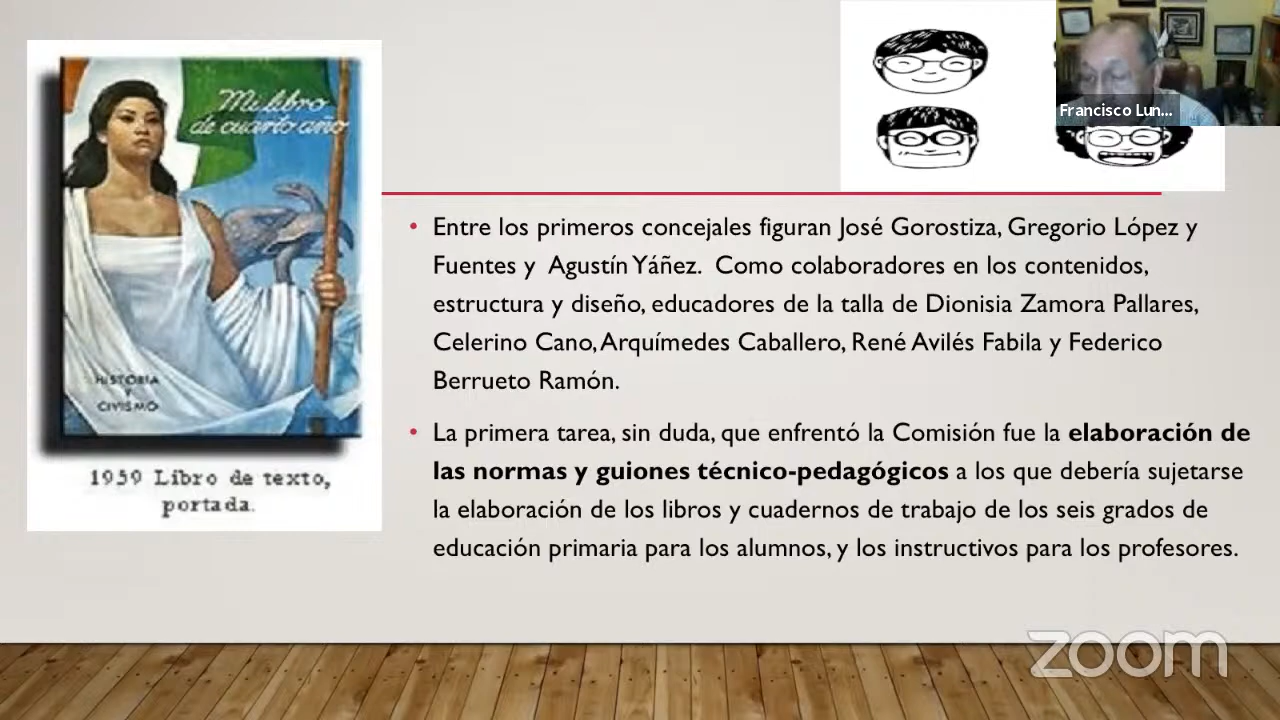 Mi libro
de cuarto año
HISTORIA
Y
CIVISMO
1959 Libro de texto,
portada.
Francisco Lun...
• Entre los primeros concejales figuran José Gorostiza, Gregorio López y
Fuentes y Agustín Yáñez. Como colaboradores en los contenidos,
estructura y diseño, educadores de la talla de Dionisia Zamora Pallares,
Celerino Cano, Arquímedes Caballero, René Avilés Fabila y Federico
Berrueto Ramón.
• La primera tarea, sin duda, que enfrentó la Comisión fue la elaboración de
las normas y guiones técnico-pedagógicos a los que debería sujetarse
la elaboración de los libros y cuadernos de trabajo de los seis grados de
educación primaria para los alumnos, y los instructivos para los profesores.
zoom